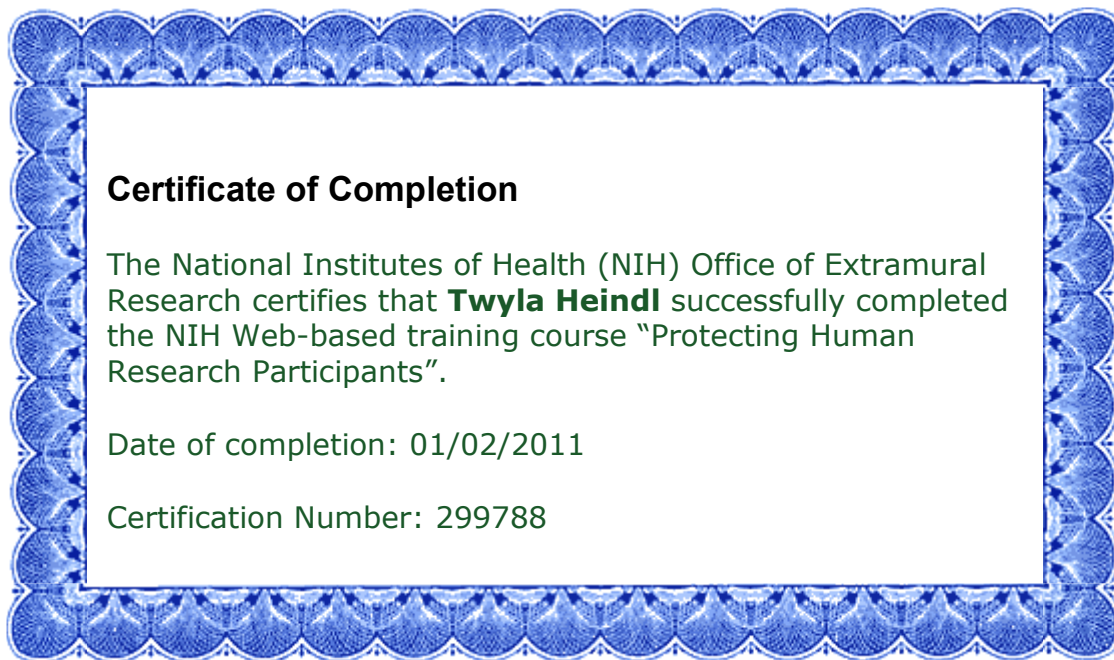 Certificate of Completion
The National Institutes of Health (NIH) Office of Extramural
Research certifies that Twyla Heindl successfully completed
the NIH Web-based training course “Protecting Human
Research Participants”.
Date of completion: 01/02/2011
Certification Number: 299788